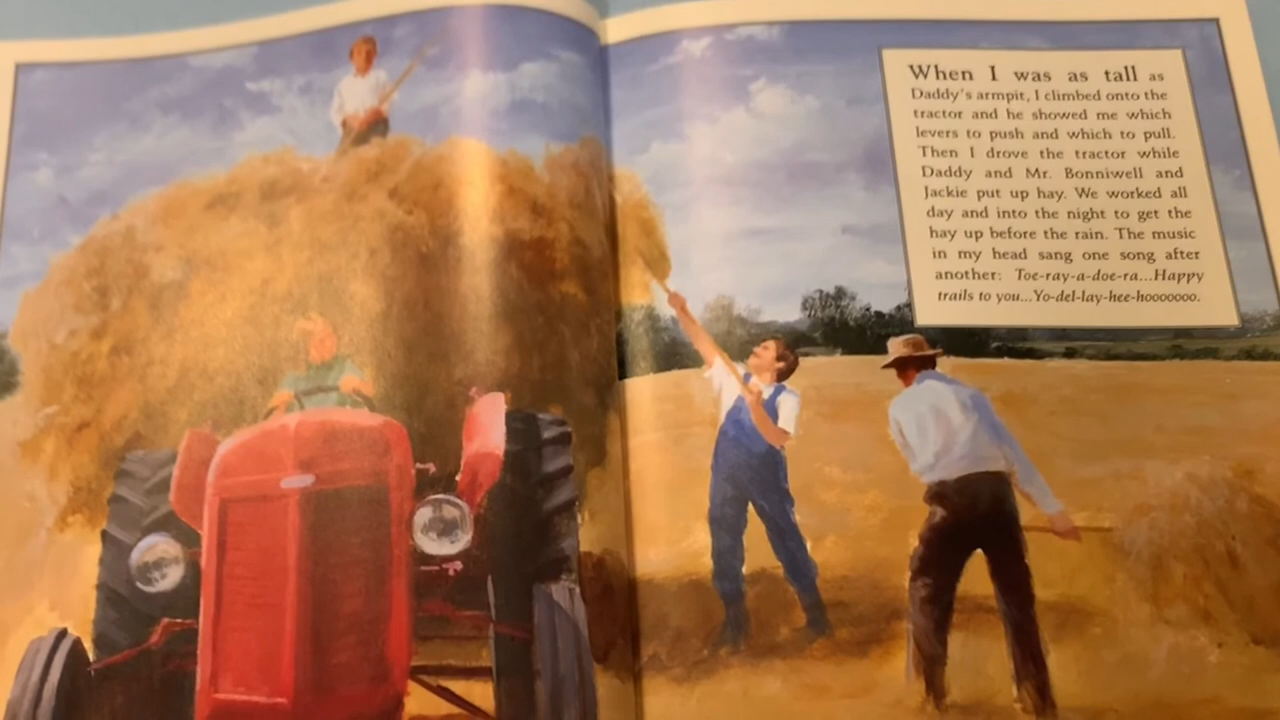 When I was as tall as
Daddy's armpit, I climbed onto the
tractor and he showed me which
levers to push and which to pull.
Then I drove the tractor while
Daddy and Mr. Bonniwell and
Jackie put up hay. We worked all
day and into the night to get the
hay up before the rain. The music
in my head sang one song after
another: Toe-ray-a-doe-ra...Happy
trails to you...Yo-del-lay-hee-hooooooo.